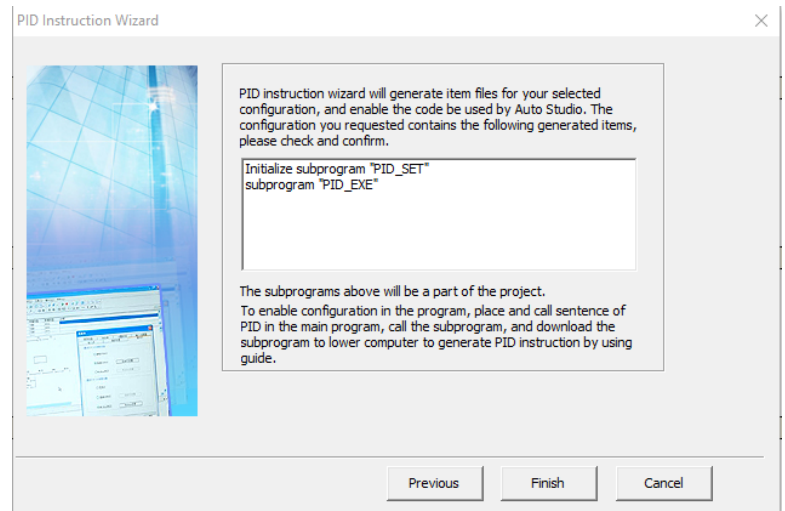 PID Instruction Wizard
PID instruction wizard will generate item files for your selected
configuration, and enable the code be used by Auto Studio. The
configuration you requested contains the following generated items,
please check and confirm.
Initialize subprogram "PID_SET"
subprogram "PID_EXE"
The subprograms above will be a part of the project.
To enable configuration in the program, place and call sentence of
PID in the main program, call the subprogram, and download the
subprogram to lower computer to generate PID instruction by using
guide.
Previous
Finish
Cancel